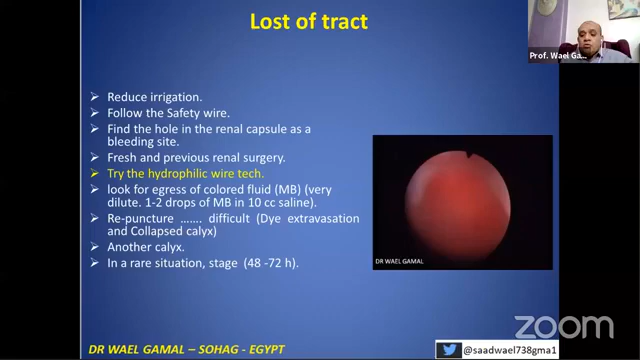 Lost of tract
Prof. Wael Ga...
➢ Reduce irrigation.
➢ Follow the Safety wire.
➢ Find the hole in the renal capsule as a
bleeding site.
➢ Fresh and previous renal surgery.
➢ Try the hydrophilic wire tech.
➢ look for egress of colored fluid (MB) (very
dilute. 1-2 drops of MB in 10 cc saline).
➢ Re-puncture ……. difficult (Dye extravasation
and Collapsed calyx)
➢ Another calyx.
➢ In a rare situation, stage (48 -72 h).
DR WAEL GAMAL
zoom
DR WAEL GAMAL – SOHAG - EGYPT
@saadwael738gma1